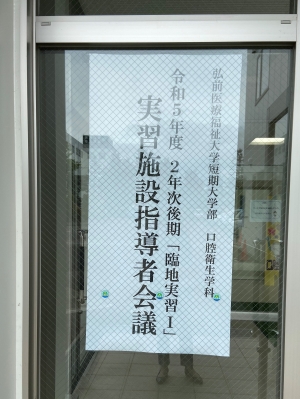 弘前医療福祉大学短期大学部 口腔衛生学科
令和5年度 2年次後期「臨地実習Ⅰ」
実習施設指導者会議